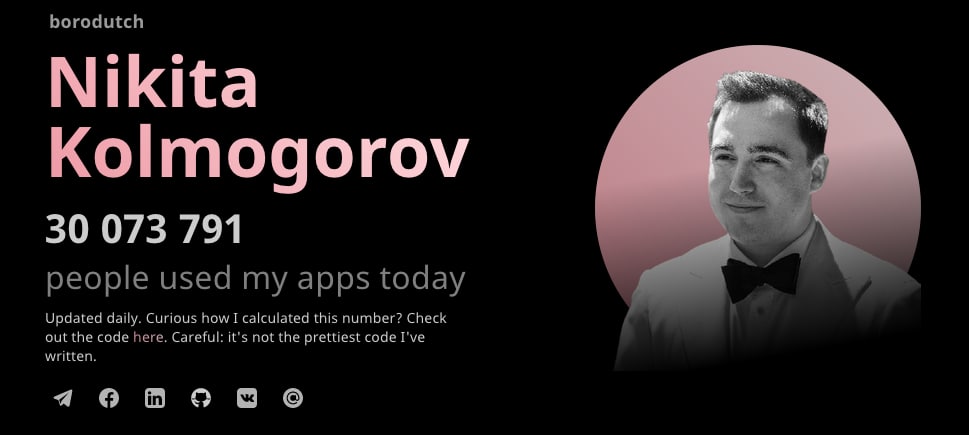 borodutch
Nikita
Kolmogorov
30 073 791
people used my apps today
Updated daily. Curious how I calculated this number? Check
out the code here. Careful: it's not the prettiest code I've
written.